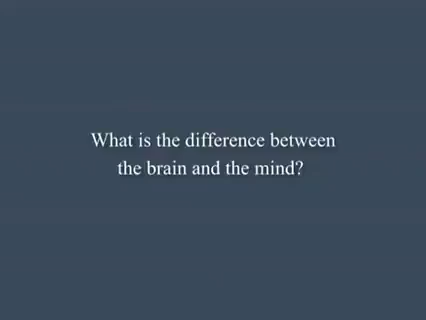 What is the difference between
the brain and the mind?